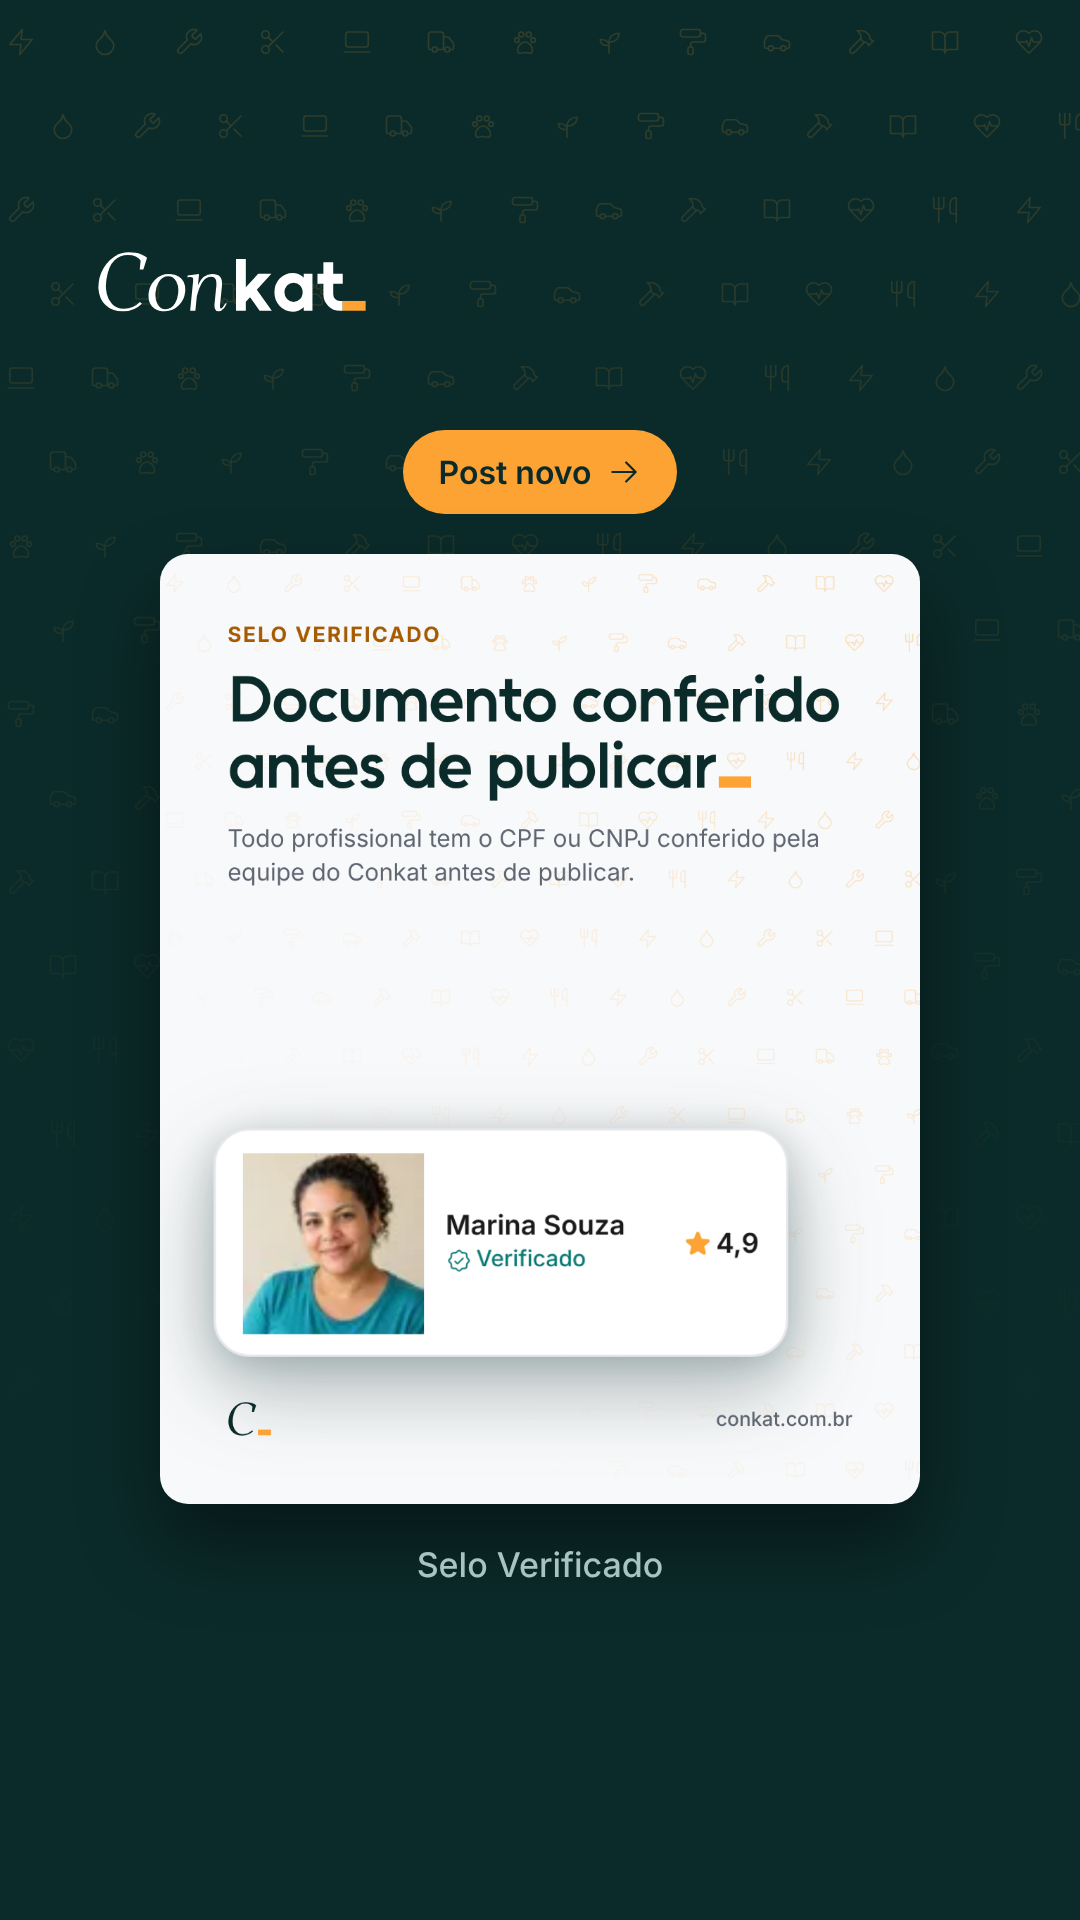 Conkat
Post novo
SELO VERIFICADO
Documento conferido
antes de publicar
Todo profissional tem o CPF ou CNPJ conferido pela
equipe do Conkat antes de publicar.
Marina Souza
Verificado
4,9
C
conkat.com.br
Selo Verificado